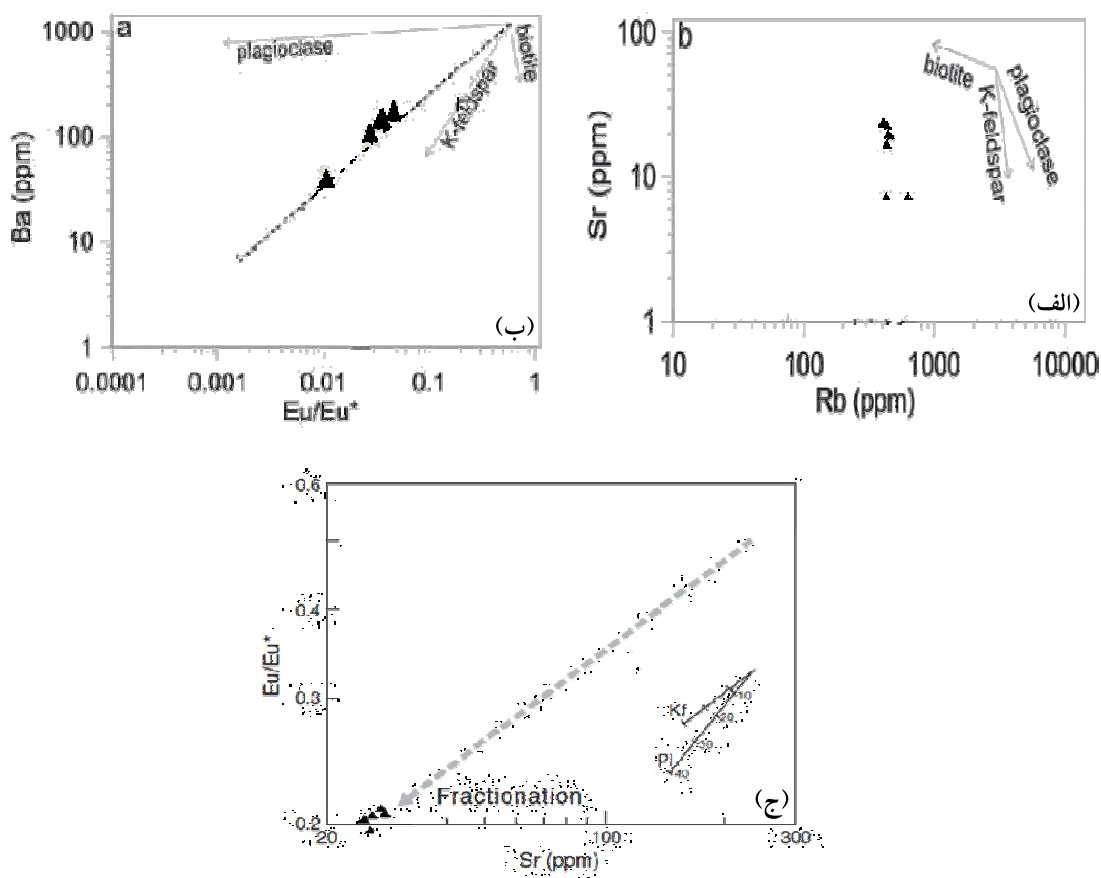 a
1000
100
10
1
Ba (ppm)
plagioclase
biotite
K-feldspar
(ب)
0.0001 0.001 0.01 0.1 1
Eu/Eu*
b
100
10
1
Sr (ppm)
biotite
K-feldspar
plagioclase
(الف)
10 100 1000 10000
Rb (ppm)
0.6
0.4
0.3
0.2
Eu/Eu*
Kf
10
20
30
Pl
40
Fractionation
(ج)
20 100 300
Sr (ppm)